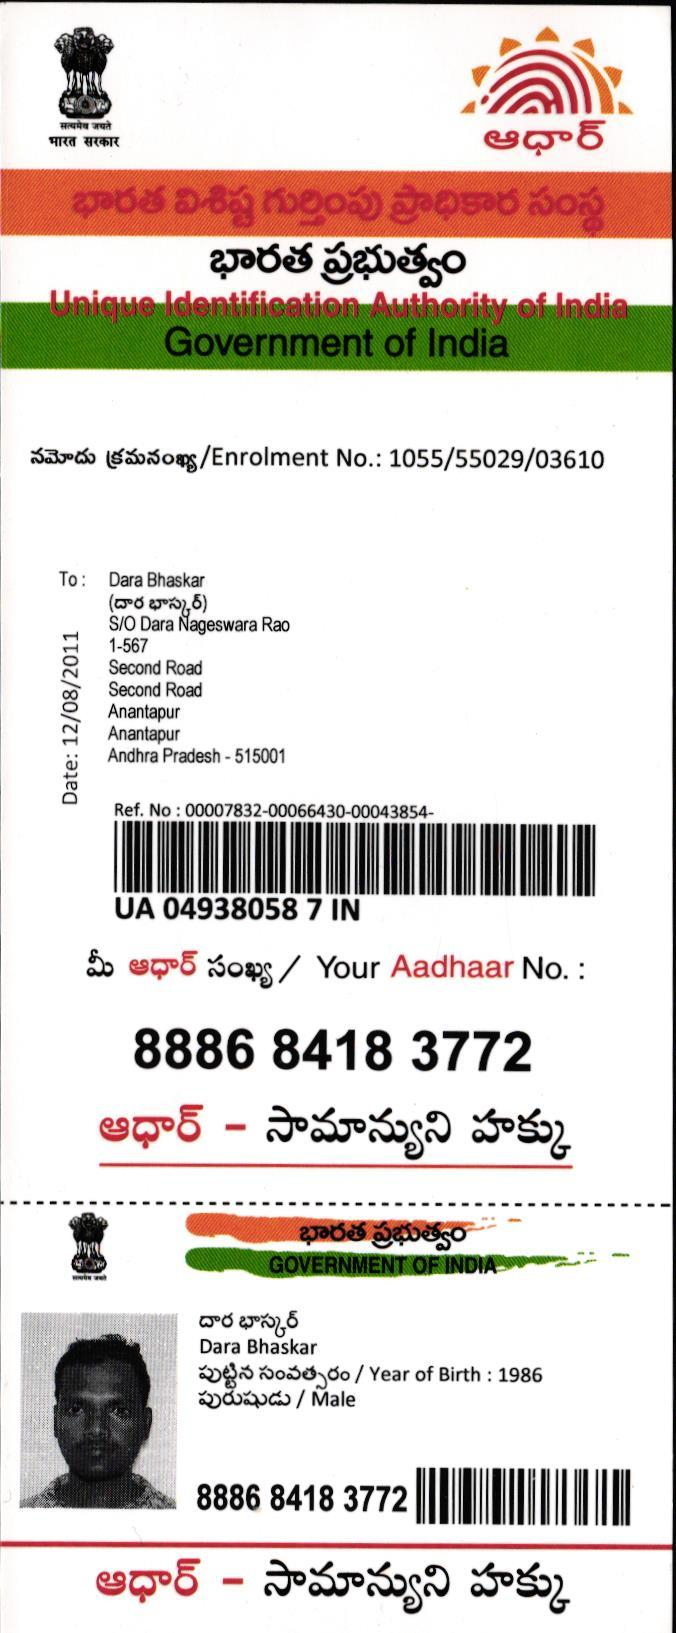 सत्यमेव जयते
भारत सरकार
ఆధార్
భారత విశిష్ట గుర్తింపు ప్రాధికార సంస్థ
భారత ప్రభుత్వం
Unique Identification Authority of India
Government of India
నమోదు క్రమసంఖ్య/Enrolment No.: 1055/55029/03610
To : Dara Bhaskar
(దార భాస్కర్)
S/O Dara Nageswara Rao
1-567
Second Road
Second Road
Anantapur
Anantapur
Andhra Pradesh - 515001
Date: 12/08/2011
Ref. No : 00007832-00066430-00043854-
UA 04938058 7 IN
మీ ఆధార్ సంఖ్య / Your Aadhaar No. :
8886 8418 3772
ఆధార్ - సామాన్యుని హక్కు
सत्यमेव जयते
భారత ప్రభుత్వం
GOVERNMENT OF INDIA
దార భాస్కర్
Dara Bhaskar
పుట్టిన సంవత్సరం / Year of Birth : 1986
పురుషుడు / Male
8886 8418 3772
ఆధార్ - సామాన్యుని హక్కు